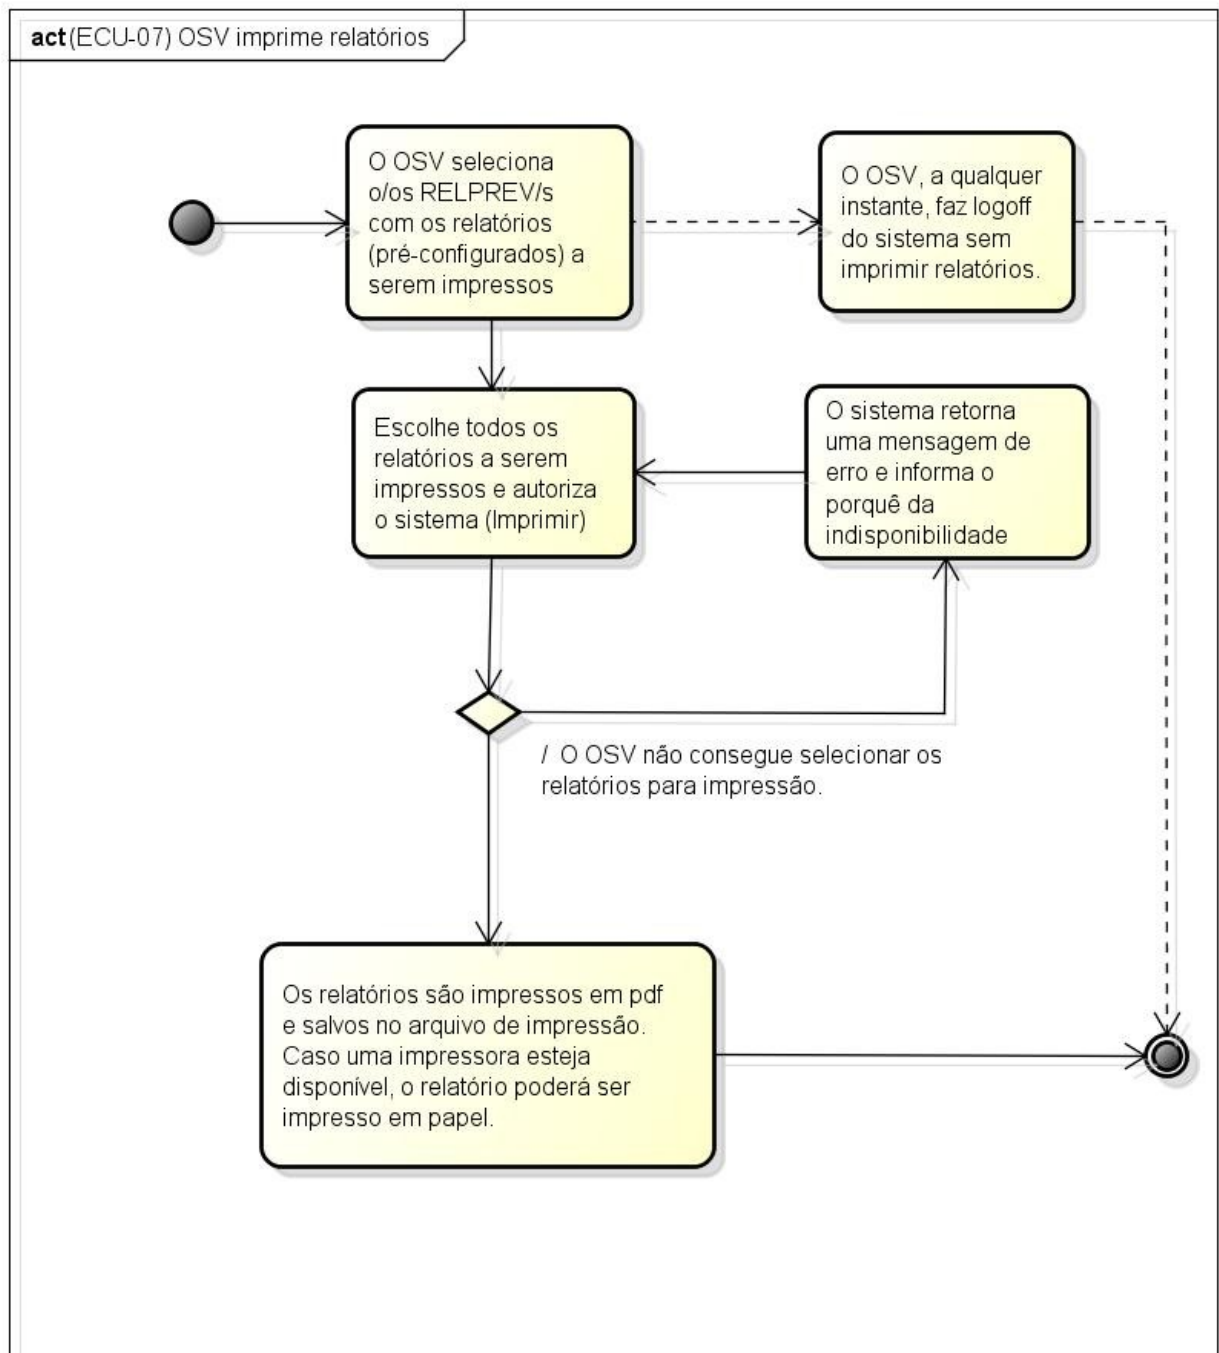 act(ECU-07) OSV imprime relatórios
O OSV seleciona
o/os RELPREV/s
com os relatórios
(pré-configurados) a
serem impressos
O OSV, a qualquer
instante, faz logoff
do sistema sem
imprimir relatórios.
Escolhe todos os
relatórios a serem
impressos e autoriza
o sistema (Imprimir)
O sistema retorna
uma mensagem de
erro e informa o
porquê da
indisponibilidade
/ O OSV não consegue selecionar os
relatórios para impressão.
Os relatórios são impressos em pdf
e salvos no arquivo de impressão.
Caso uma impressora esteja
disponível, o relatório poderá ser
impresso em papel.